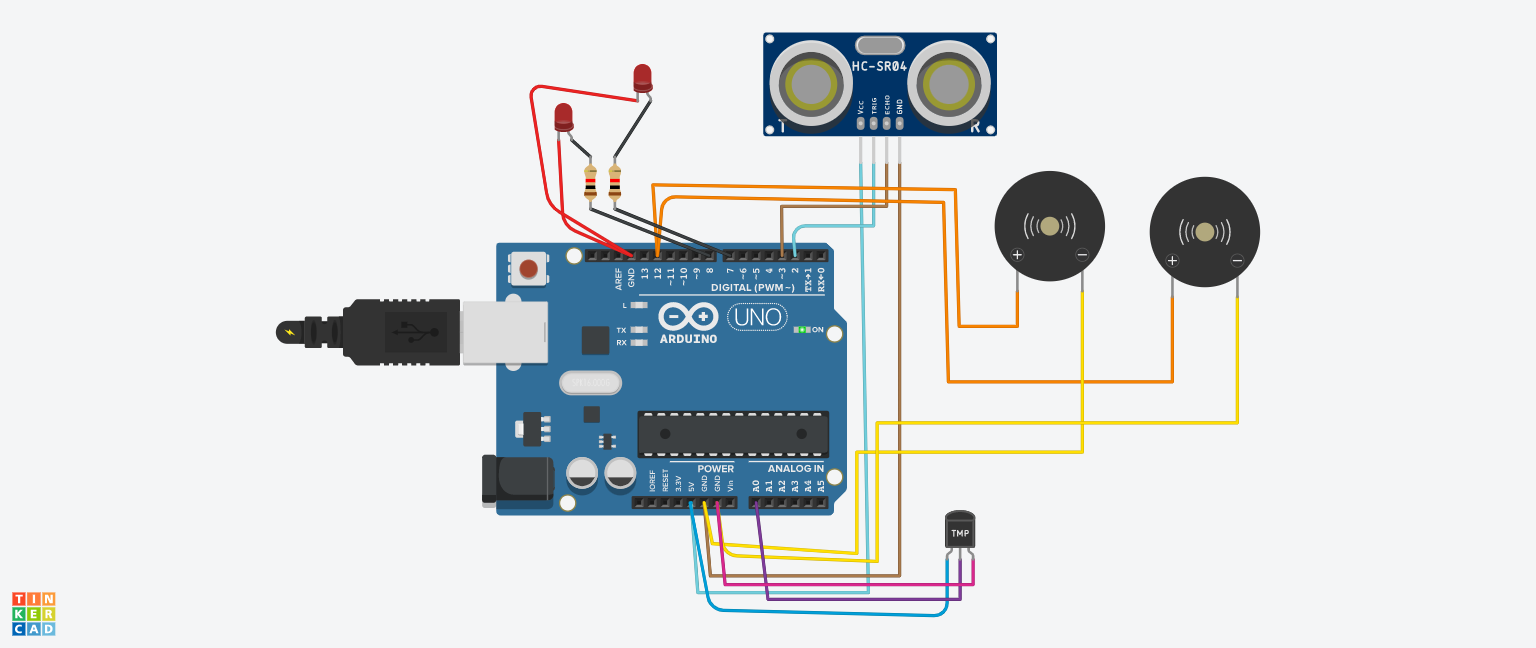 HC-SR04
VCC
TRIG
ECHO
GND
T
R
+
−
+
−
AREF
GND
13
12
~11
~10
~9
8
7
~6
~5
4
~3
2
TX→1
RX←0
DIGITAL (PWM~)
L
TX
RX
UNO
ARDUINO
ON
POWER
ANALOG IN
IOREF
RESET
3.3V
5V
GND
GND
Vin
A0
A1
A2
A3
A4
A5
TMP
TIN
KER
CAD